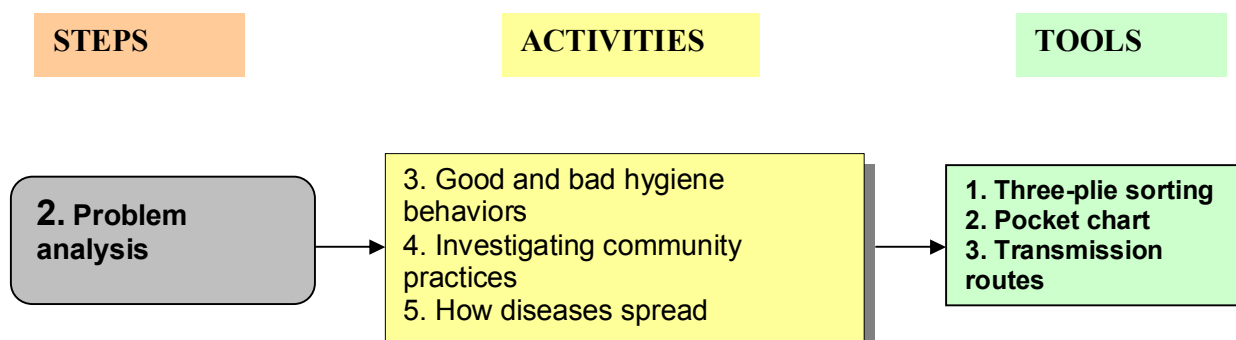 STEPS
ACTIVITIES
TOOLS
2. Problem
analysis
3. Good and bad hygiene
behaviors
4. Investigating community
practices
5. How diseases spread
1. Three-plie sorting
2. Pocket chart
3. Transmission
routes